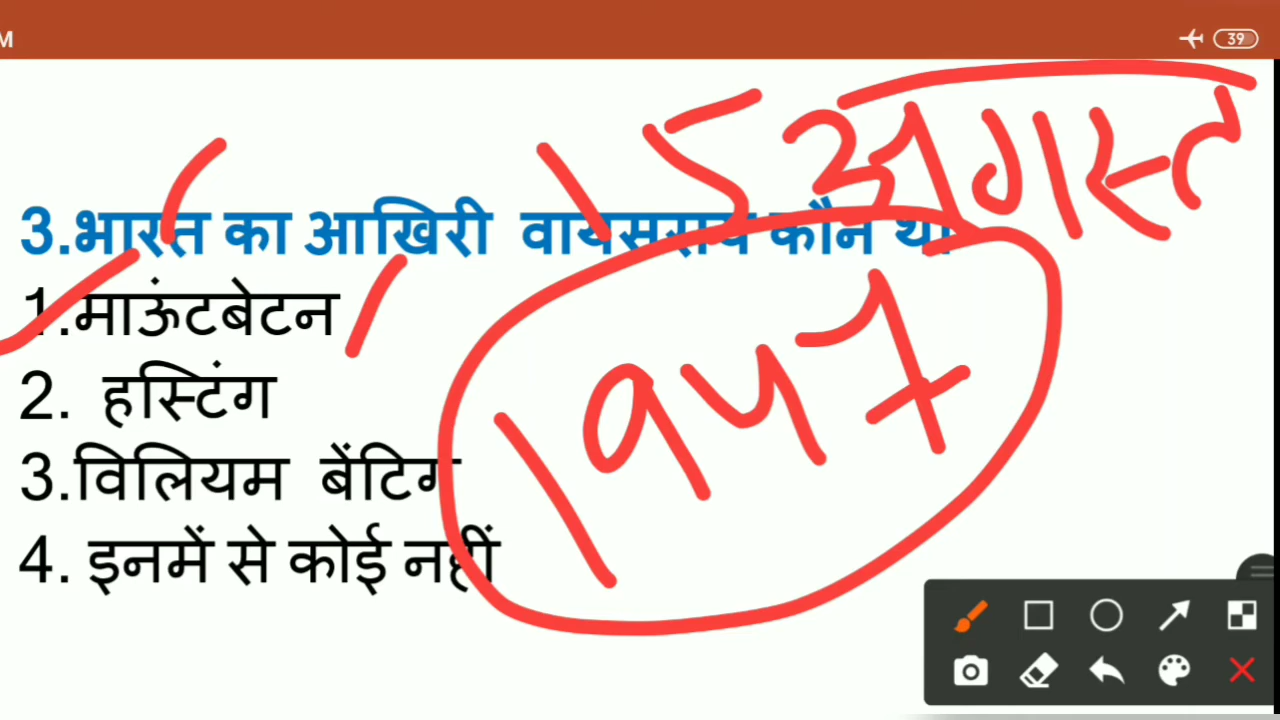 M
39
15 अगस्त
3.भारत का आखिरी वायसराय कौन था
1.माऊंटबेटन
1947
2. हस्टिंग
3.विलियम बेंटिग
4. इनमें से कोई नहीं